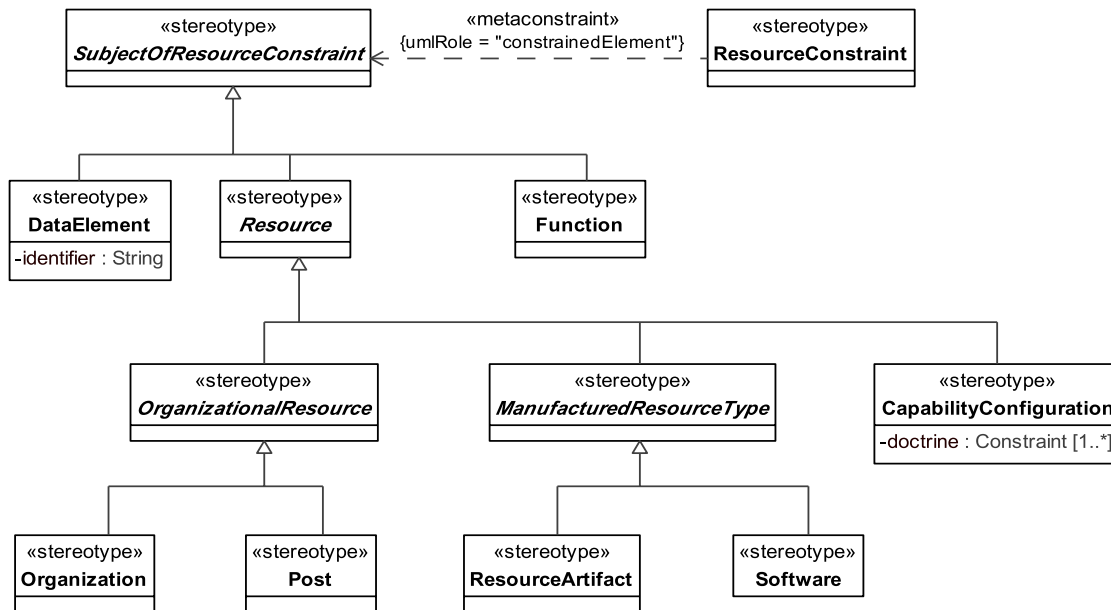 «stereotype»
SubjectOfResourceConstraint
«metaconstraint»
{umlRole = "constrainedElement"}
«stereotype»
ResourceConstraint
«stereotype»
DataElement
-identifier : String
«stereotype»
Resource
«stereotype»
Function
«stereotype»
OrganizationalResource
«stereotype»
ManufacturedResourceType
«stereotype»
CapabilityConfiguration
-doctrine : Constraint [1..*]
«stereotype»
Organization
«stereotype»
Post
«stereotype»
ResourceArtifact
«stereotype»
Software